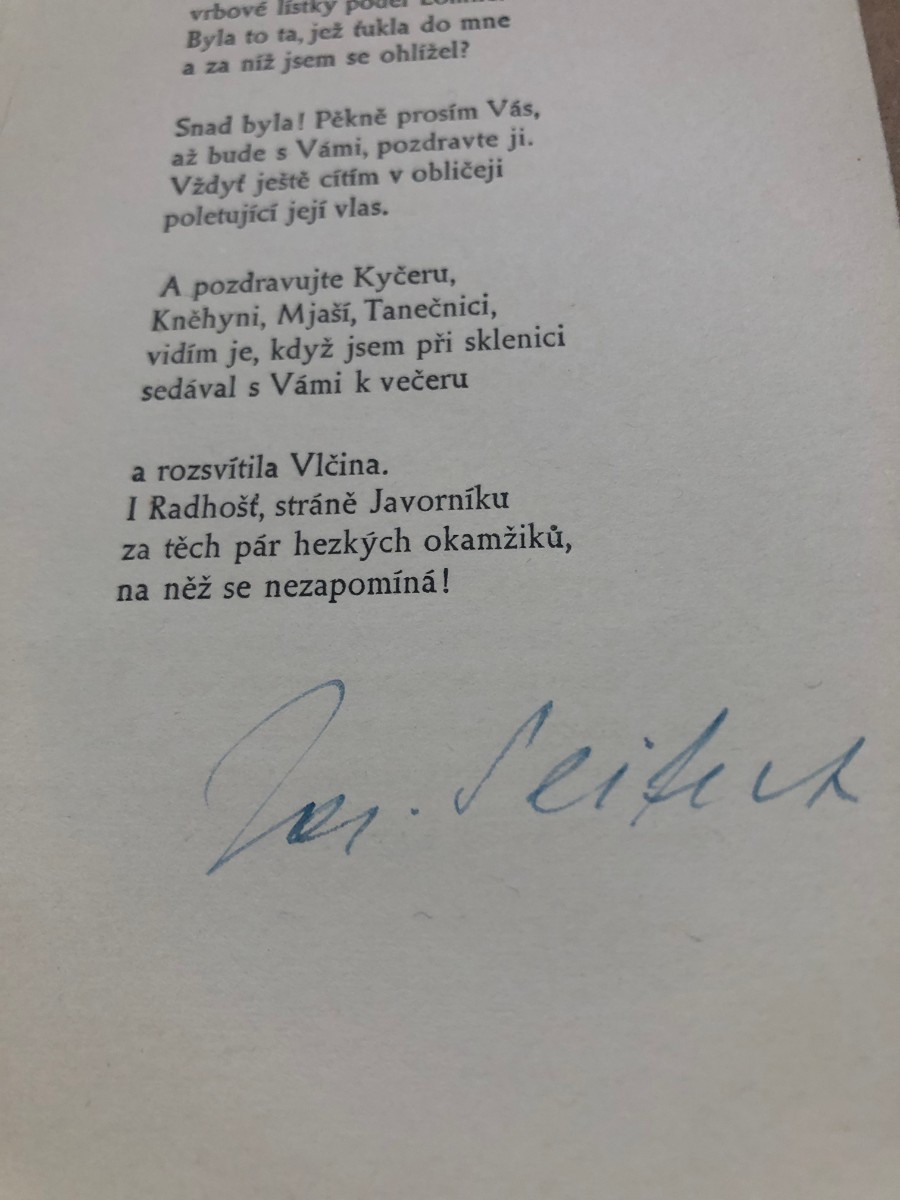 vrbové lístky podél
Byla to ta, jež ťukla do mne
a za níž jsem se ohlížel?
Snad byla! Pěkně prosím Vás,
až bude s Vámi, pozdravte ji.
Vždyť ještě cítím v obličeji
poletující její vlas.
A pozdravujte Kyčeru,
Kněhyni, Mjaší, Tanečnici,
vidím je, když jsem při sklenici
sedával s Vámi k večeru
a rozsvítila Vlčina.
I Radhošť, stráně Javorníku
za těch pár hezkých okamžiků,
na něž se nezapomíná!
Jar. Seifert